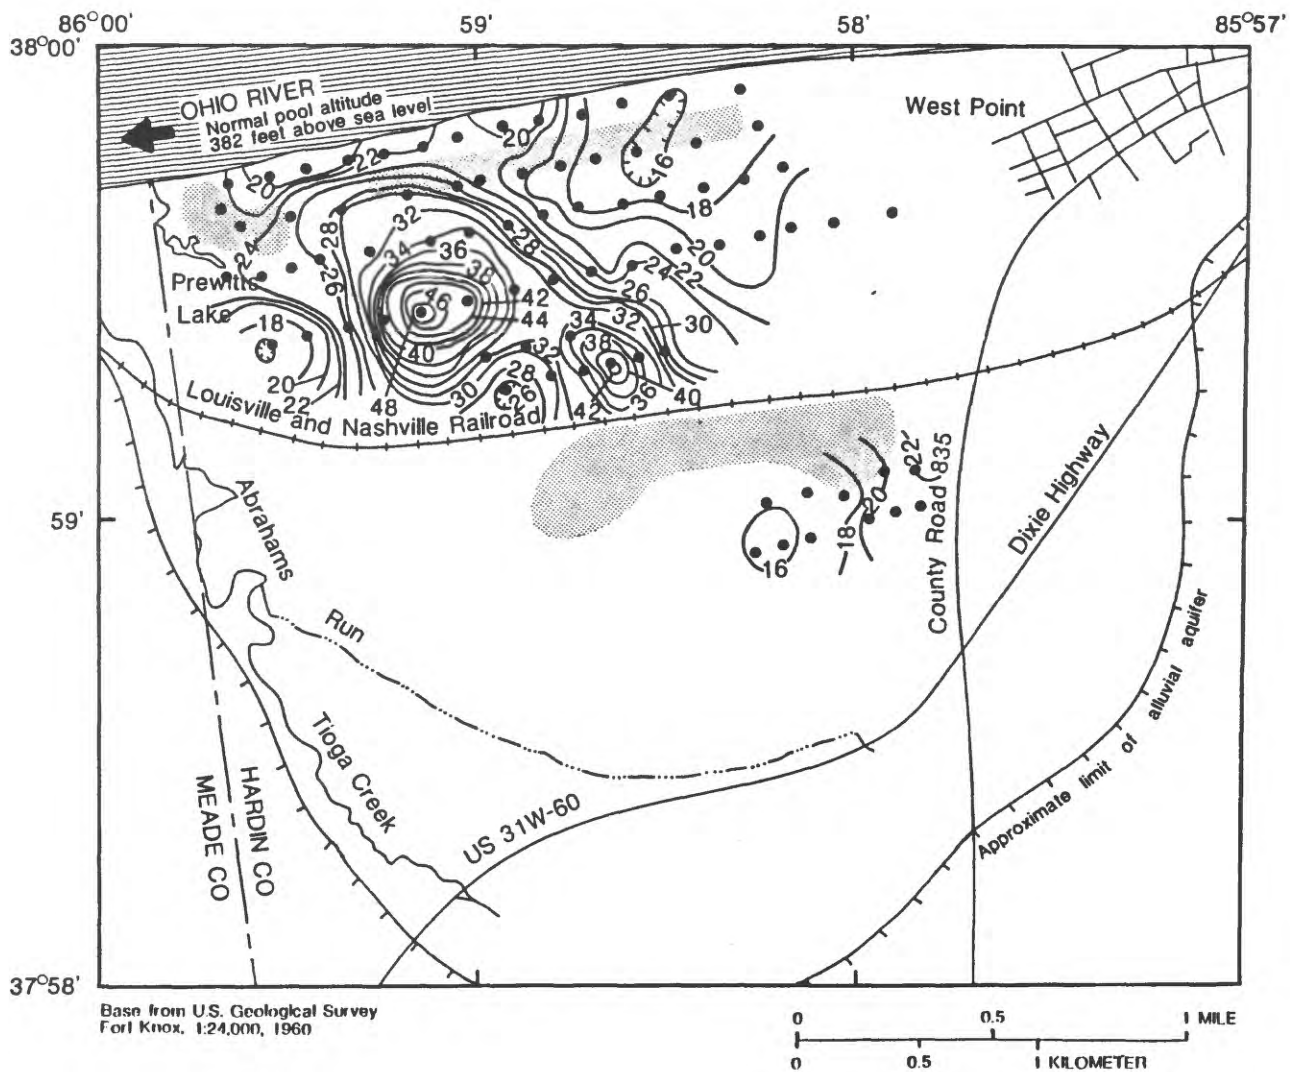 86°00' 59' 58' 85°57'
38°00'
OHIO RIVER
Normal pool altitude
382 feet above sea level
West Point
20
22
20
16
18
24
28
26
32
34
36
38
46
42
44
40
48
28
20
24
22
26
30
32
34
38
36
40
42
32
28
26
30
Prewitts
Lake
18
20
22
Louisville and Nashville Railroad
22
20
18
16
59'
Abrahams
Run
County Road 835
Dixie Highway
Approximate limit of alluvial aquifer
Tioga Creek
HARDIN CO
MEADE CO
US 31W-60
37°58'
Base from U.S. Geological Survey
Fort Knox, 1:24,000, 1960
0 0.5 1 MILE
0 0.5 1 KILOMETER